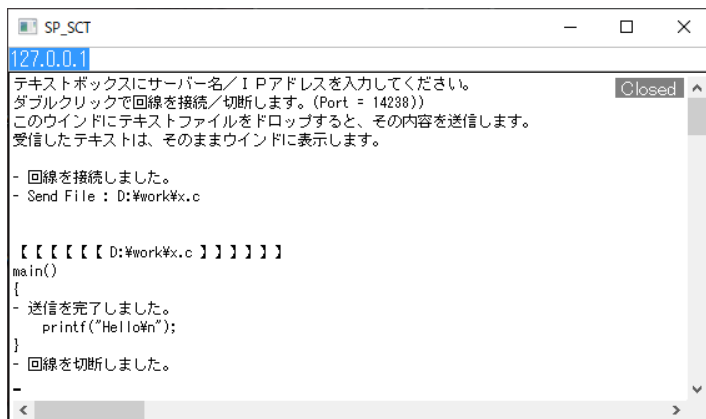 SP_SCT
127.0.0.1
テキストボックスにサーバー名／ＩＰアドレスを入力してください。
Closed
ダブルクリックで回線を接続／切断します。(Port = 14238))
このウインドにテキストファイルをドロップすると、その内容を送信します。
受信したテキストは、そのままウインドに表示します。
- 回線を接続しました。
- Send File : D:¥work¥x.c
【【【【【【 D:¥work¥x.c 】】】】】】
main()
{
- 送信を完了しました。
printf("Hello¥n");
}
- 回線を切断しました。